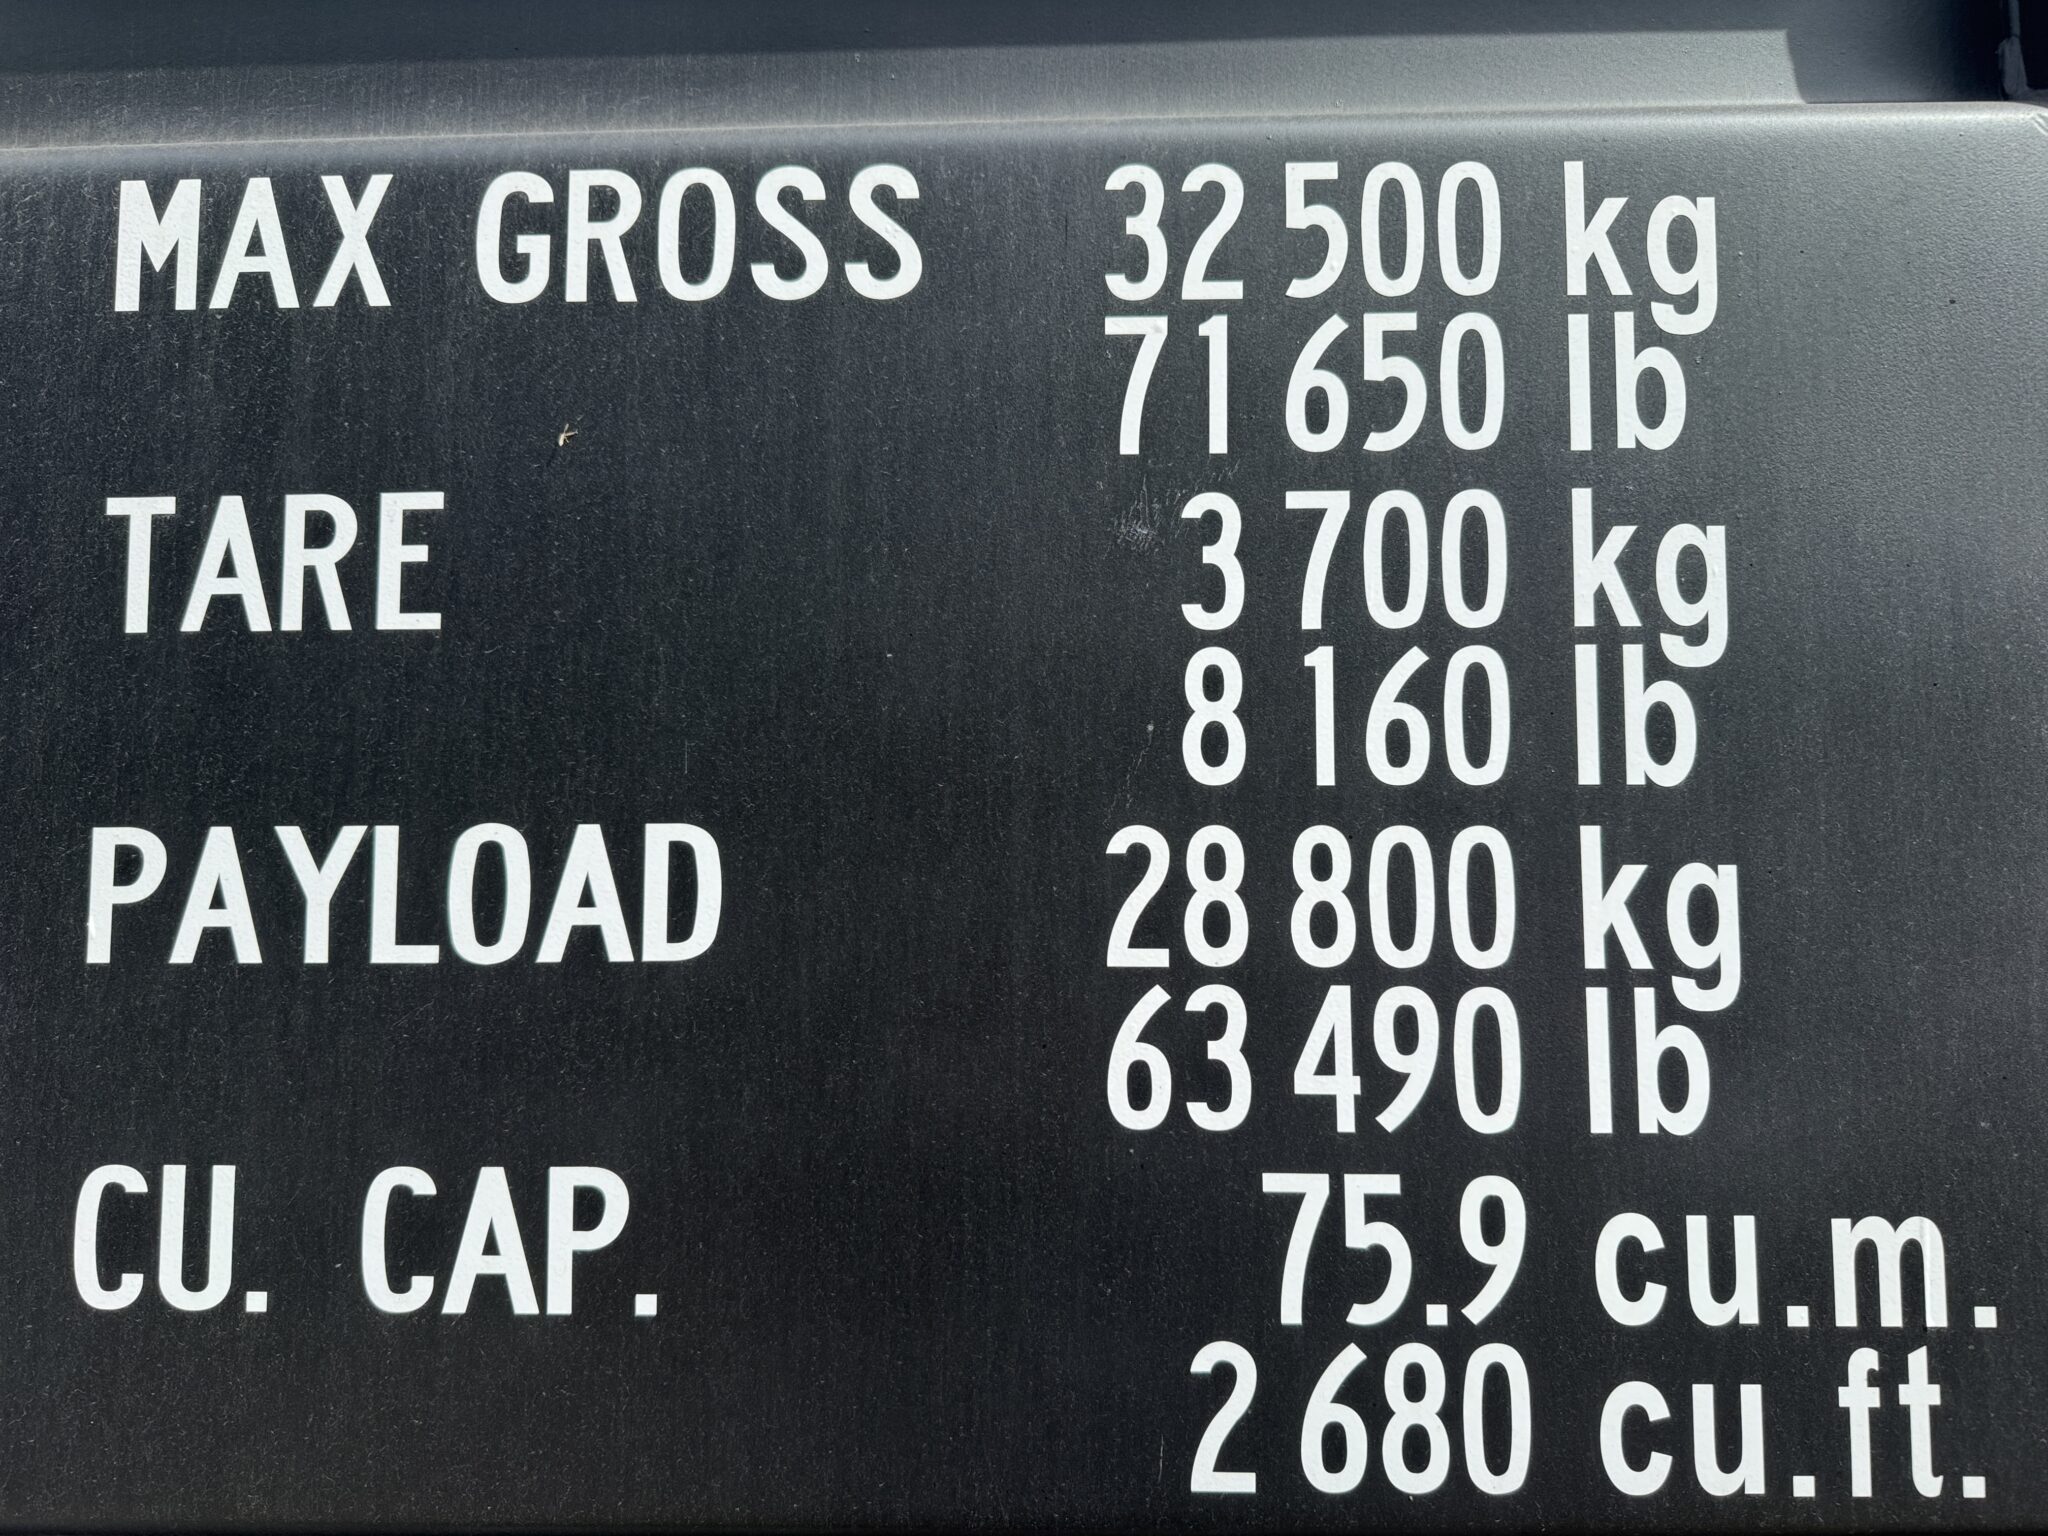 MAX GROSS 32 500 kg
71 650 lb
TARE 3 700 kg
8 160 lb
PAYLOAD 28 800 kg
63 490 lb
CU. CAP. 75.9 cu.m.
2 680 cu.ft.